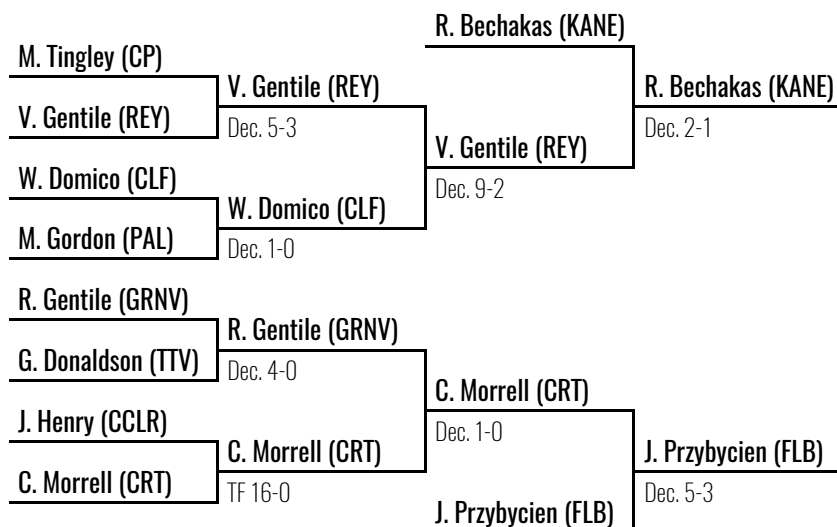 M. Tingley (CP)
V. Gentile (REY)
W. Domico (CLF)
M. Gordon (PAL)
R. Gentile (GRNV)
G. Donaldson (TTV)
J. Henry (CCLR)
C. Morrell (CRT)
V. Gentile (REY)
Dec. 5-3
W. Domico (CLF)
Dec. 1-0
R. Gentile (GRNV)
Dec. 4-0
C. Morrell (CRT)
TF 16-0
R. Bechakas (KANE)
V. Gentile (REY)
Dec. 9-2
C. Morrell (CRT)
Dec. 1-0
J. Przybycien (FLB)
R. Bechakas (KANE)
Dec. 2-1
J. Przybycien (FLB)
Dec. 5-3